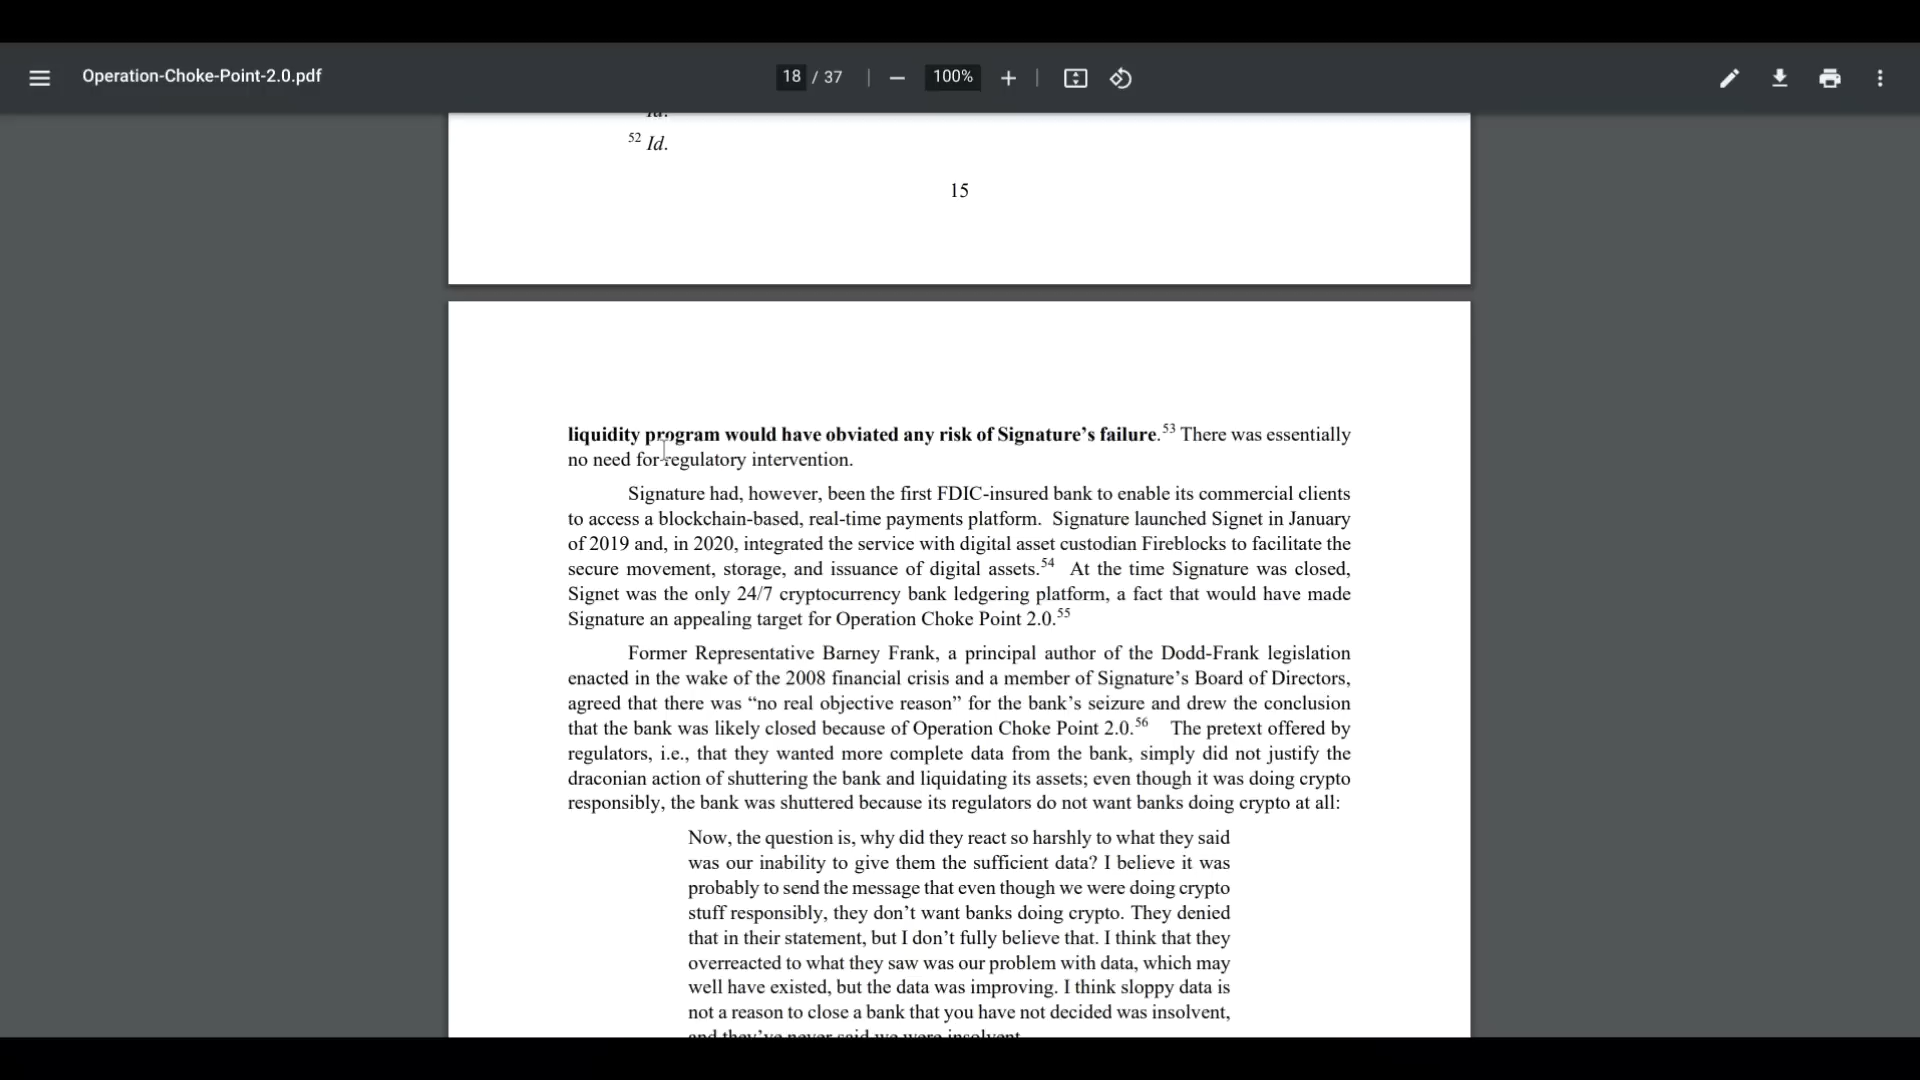 Operation-Choke-Point-2.0.pdf
18 / 37
100%
Id.
52 Id.
15
liquidity program would have obviated any risk of Signature’s failure.53 There was essentially
no need for regulatory intervention.
Signature had, however, been the first FDIC-insured bank to enable its commercial clients
to access a blockchain-based, real-time payments platform. Signature launched Signet in January
of 2019 and, in 2020, integrated the service with digital asset custodian Fireblocks to facilitate the
secure movement, storage, and issuance of digital assets.54 At the time Signature was closed,
Signet was the only 24/7 cryptocurrency bank ledgering platform, a fact that would have made
Signature an appealing target for Operation Choke Point 2.0.55
Former Representative Barney Frank, a principal author of the Dodd-Frank legislation
enacted in the wake of the 2008 financial crisis and a member of Signature’s Board of Directors,
agreed that there was “no real objective reason” for the bank’s seizure and drew the conclusion
that the bank was likely closed because of Operation Choke Point 2.0.56 The pretext offered by
regulators, i.e., that they wanted more complete data from the bank, simply did not justify the
draconian action of shuttering the bank and liquidating its assets; even though it was doing crypto
responsibly, the bank was shuttered because its regulators do not want banks doing crypto at all:
Now, the question is, why did they react so harshly to what they said
was our inability to give them the sufficient data? I believe it was
probably to send the message that even though we were doing crypto
stuff responsibly, they don’t want banks doing crypto. They denied
that in their statement, but I don’t fully believe that. I think that they
overreacted to what they saw was our problem with data, which may
well have existed, but the data was improving. I think sloppy data is
not a reason to close a bank that you have not decided was insolvent,
and they’ve never said we were insolvent